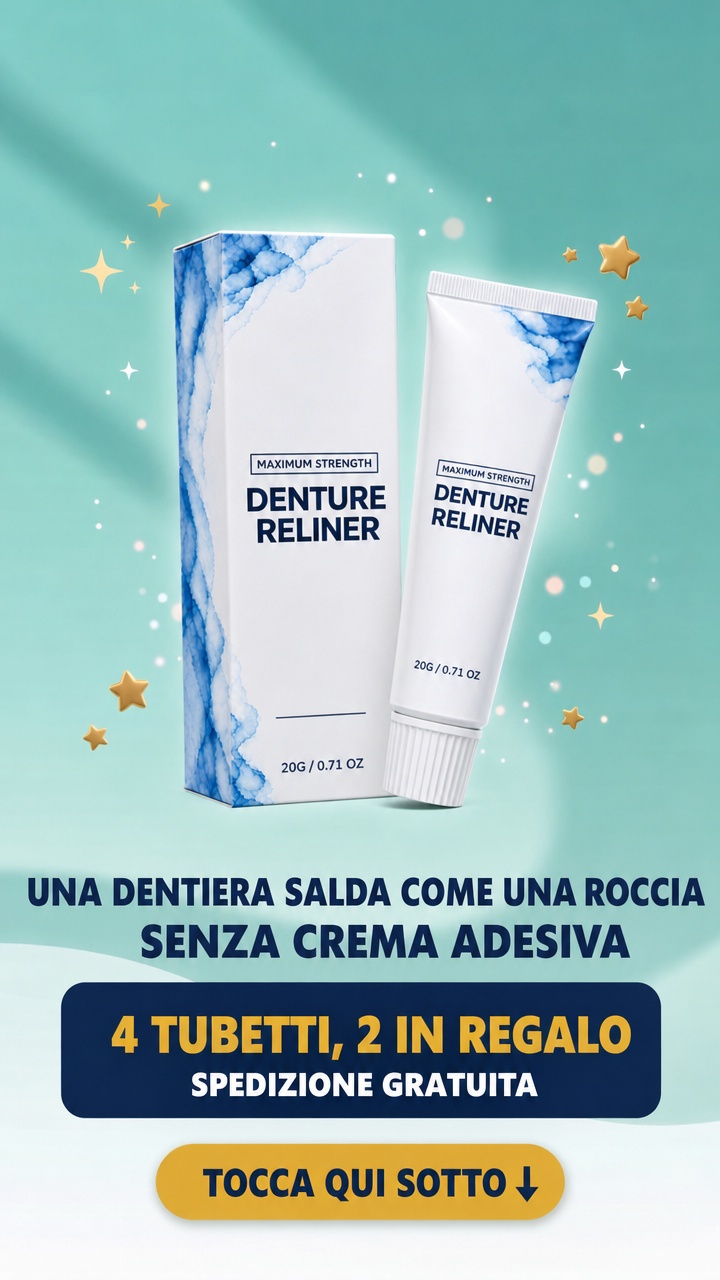 MAXIMUM STRENGTH
DENTURE
RELINER
20G / 0.71 OZ
MAXIMUM STRENGTH
DENTURE
RELINER
20G / 0.71 OZ
UNA DENTIERA SALDA COME UNA ROCCIA
SENZA CREMA ADESIVA
4 TUBETTI, 2 IN REGALO
SPEDIZIONE GRATUITA
TOCCA QUI SOTTO ↓